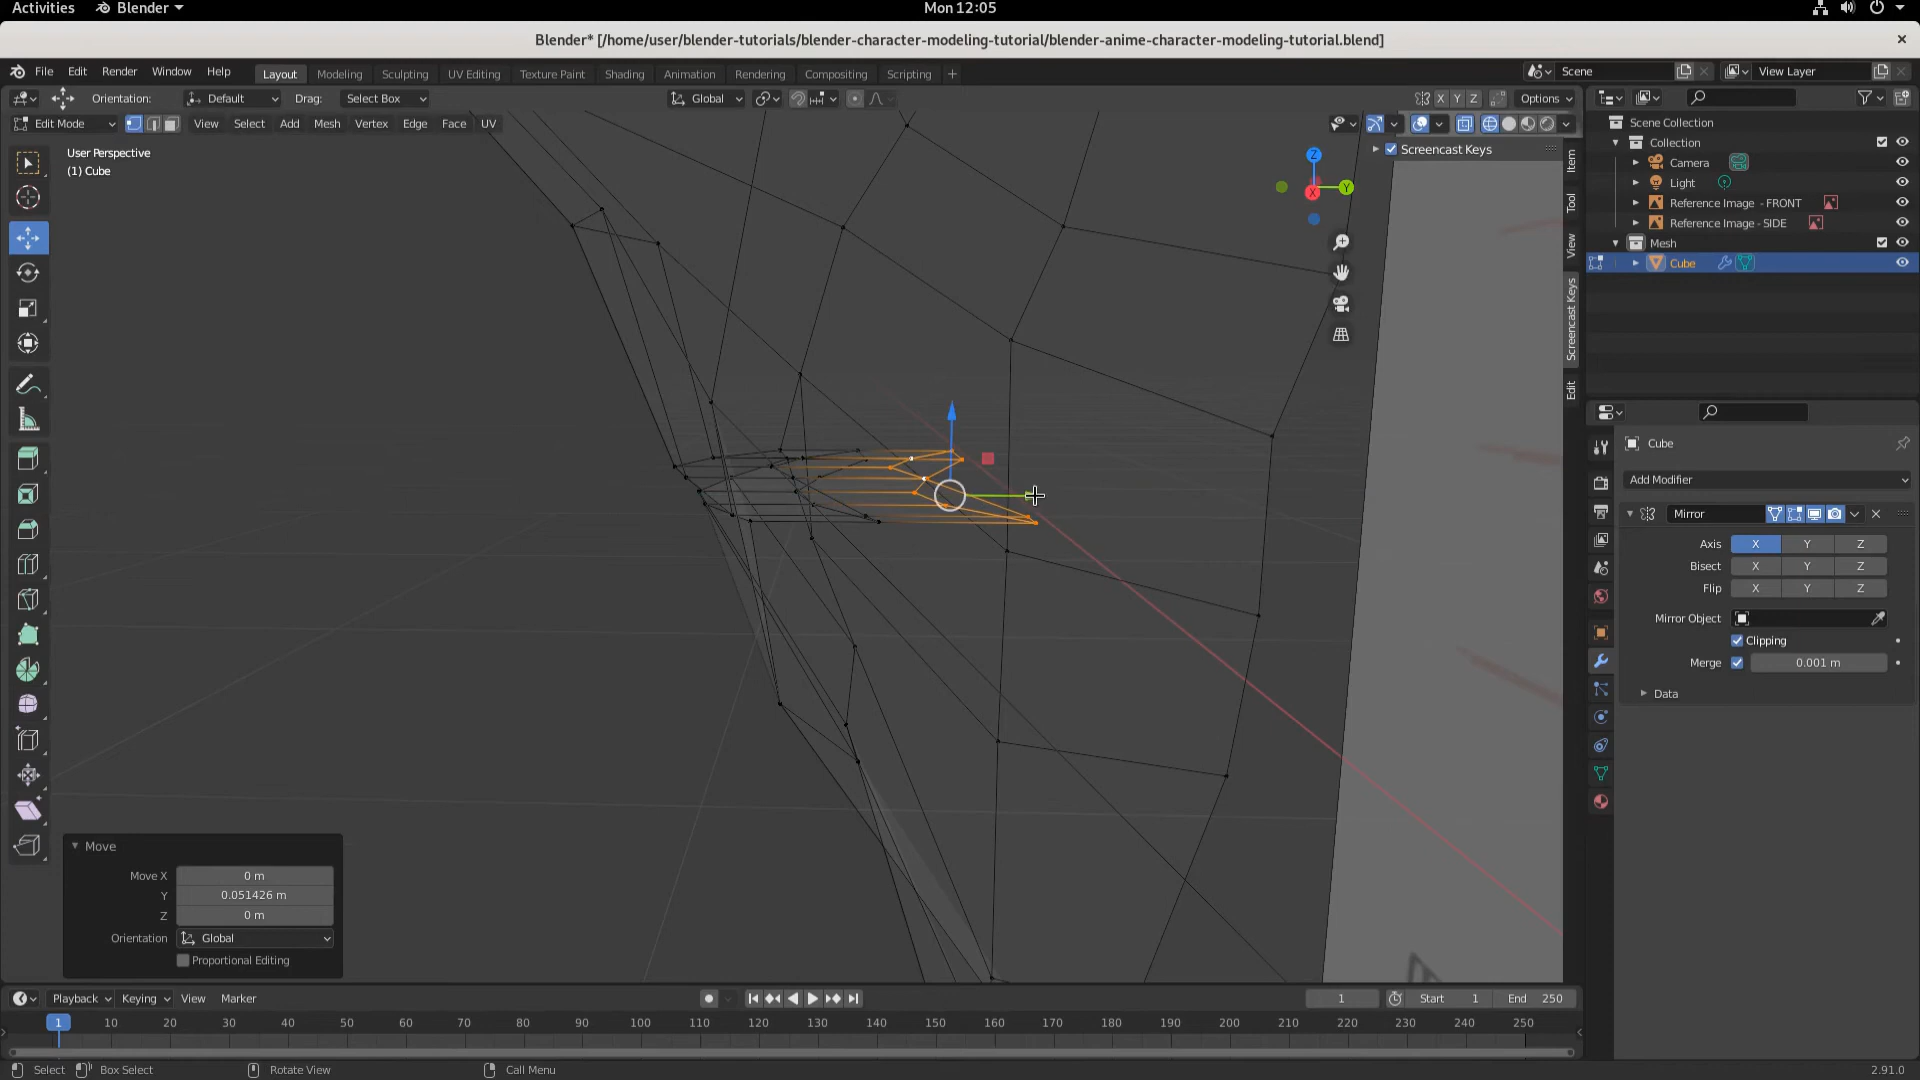 Activities Blender Mon 12:05
Blender* [/home/user/blender-tutorials/blender-character-modeling-tutorial/blender-anime-character-modeling-tutorial.blend]
File Edit Render Window Help Layout Modeling Sculpting UV Editing Texture Paint Shading Animation Rendering Compositing Scripting + Scene View Layer
Orientation: Default Drag: Select Box Global X Y Z Options
Edit Mode View Select Add Mesh Vertex Edge Face UV
User Perspective
(1) Cube
Screencast Keys
Z
Y
X
Item
Tool
View
Screencast Keys
Edit
Scene Collection
Collection
Camera
Light
Reference Image - FRONT
Reference Image - SIDE
Mesh
Cube
Cube
Add Modifier
Mirror
Axis X Y Z
Bisect X Y Z
Flip X Y Z
Mirror Object
Clipping
Merge 0.001 m
Data
Move
Move X 0 m
Y 0.051426 m
Z 0 m
Orientation Global
Proportional Editing
Playback Keying View Marker 1 Start 1 End 250
1 10 20 30 40 50 60 70 80 90 100 110 120 130 140 150 160 170 180 190 200 210 220 230 240 250
Select Box Select Rotate View Call Menu 2.91.0